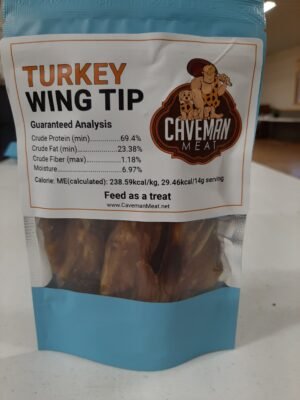 TURKEY
WING TIP
CAVEMAN
MEAT
Guaranteed Analysis
Crude Protein (min)..............69.4%
Crude Fat (min)....................23.38%
Crude Fiber (max)................1.18%
Moisture................................6.97%
Calorie: ME(calculated): 238.59kcal/kg, 29.46kcal/14g serving
Feed as a treat
www.CavemanMeat.net